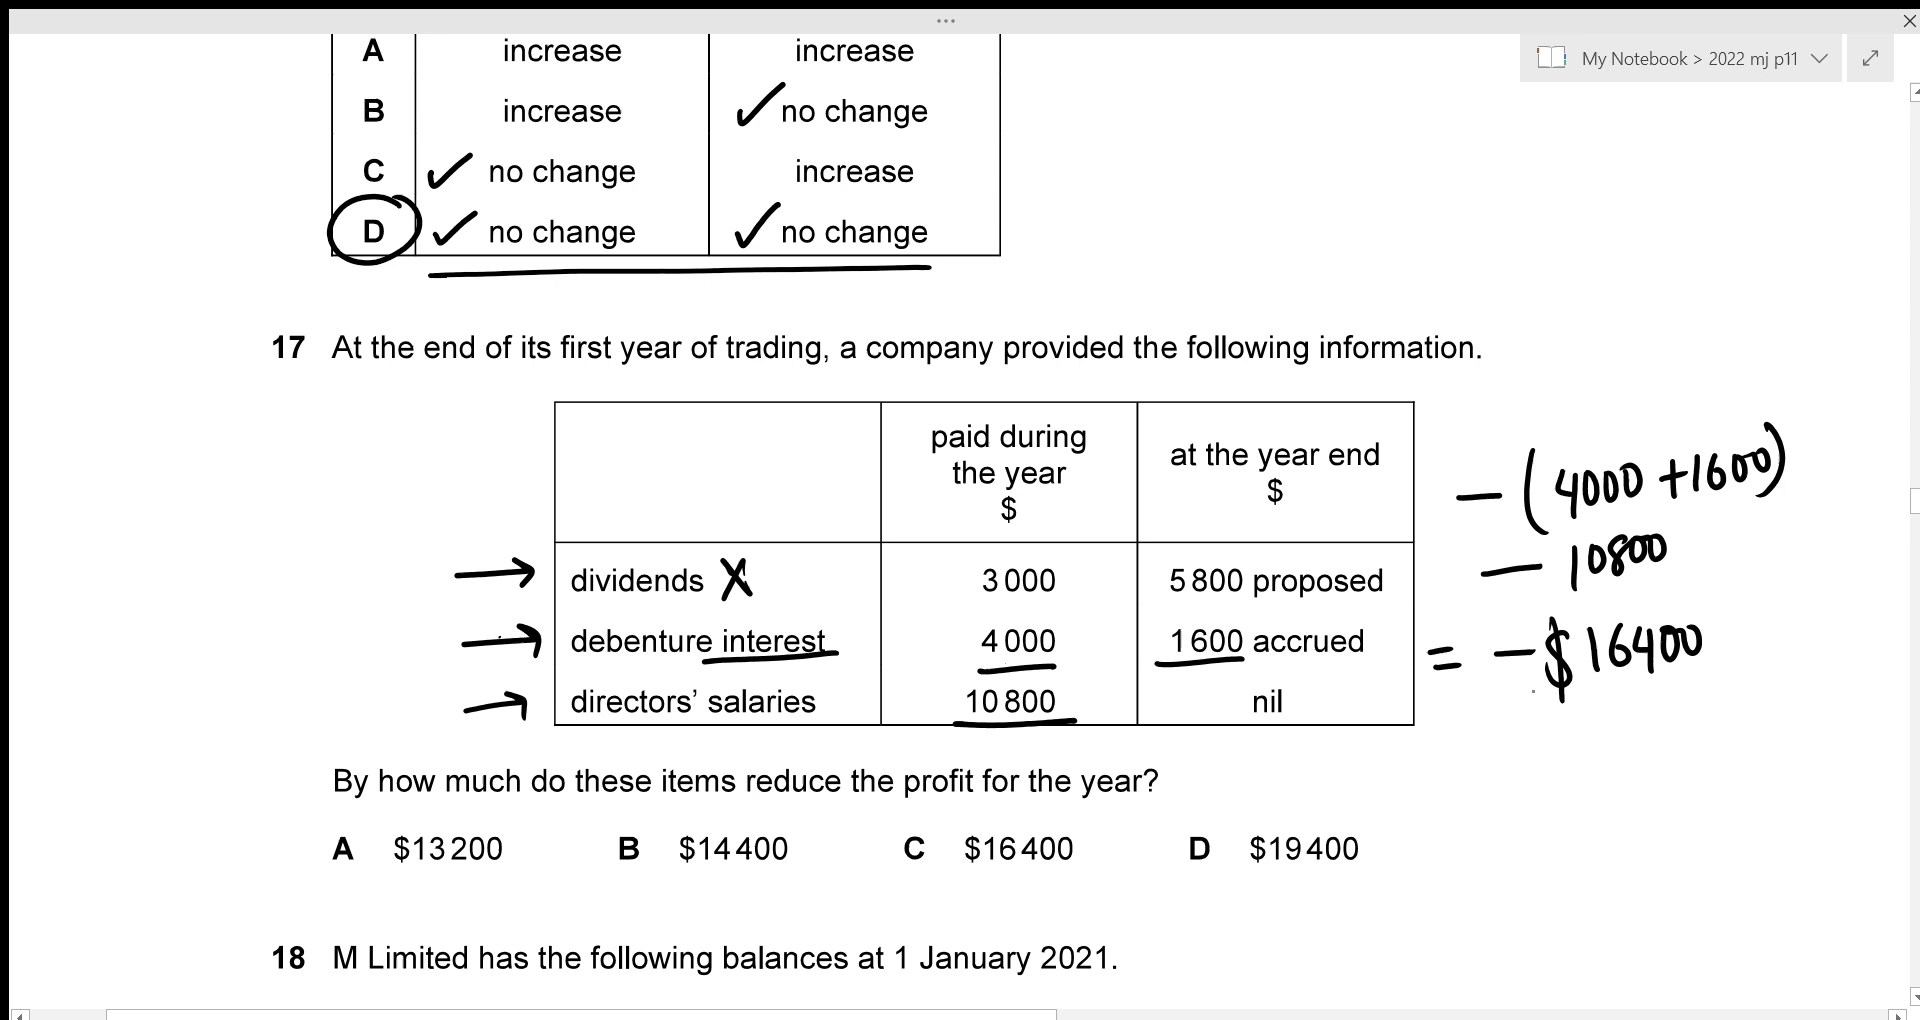 My Notebook > 2022 mj p11
A increase increase
B increase ✓ no change
C ✓ no change increase
D ✓ no change ✓ no change
17 At the end of its first year of trading, a company provided the following information.
paid during the year $ at the year end $
dividends X 3 000 5 800 proposed
debenture interest 4 000 1 600 accrued
directors’ salaries 10 800 nil
– (4000 + 1600)
– 10800
= – $ 16400
By how much do these items reduce the profit for the year?
A $13 200 B $14 400 C $16 400 D $19 400
18 M Limited has the following balances at 1 January 2021.